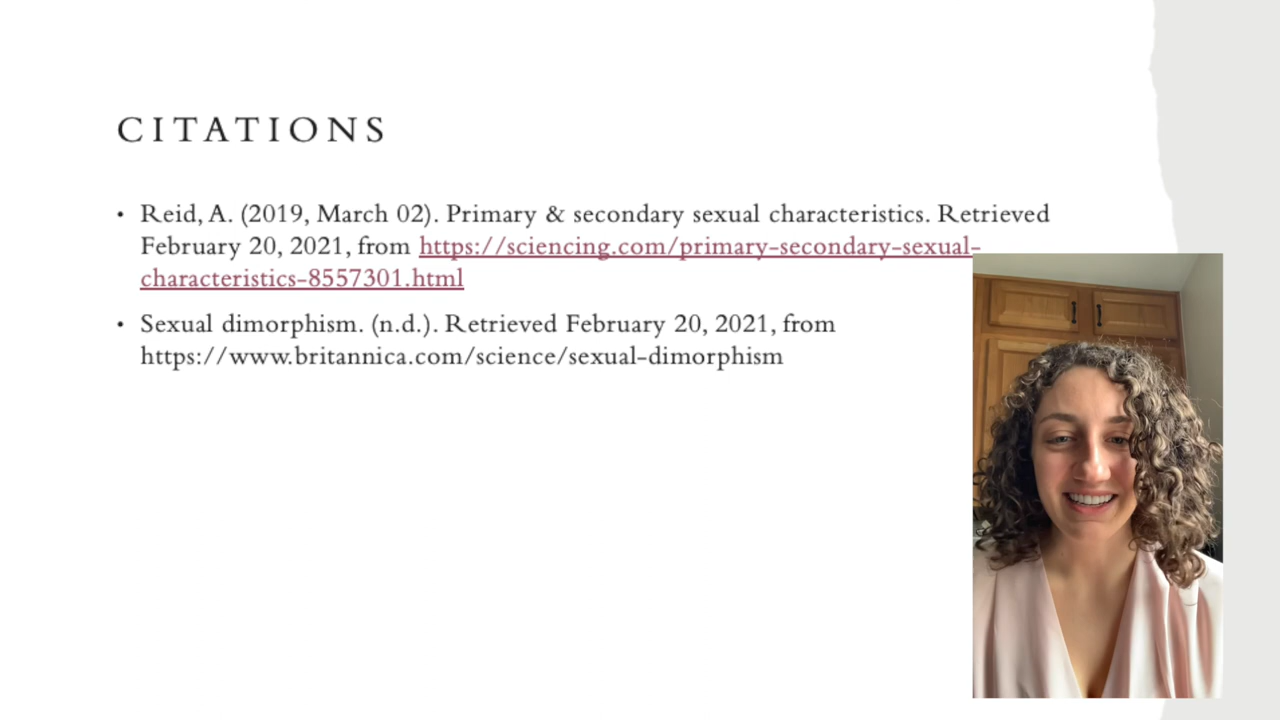 CITATIONS
• Reid, A. (2019, March 02). Primary & secondary sexual characteristics. Retrieved
February 20, 2021, from https://sciencing.com/primary-secondary-sexual-
characteristics-8557301.html
• Sexual dimorphism. (n.d.). Retrieved February 20, 2021, from
https://www.britannica.com/science/sexual-dimorphism